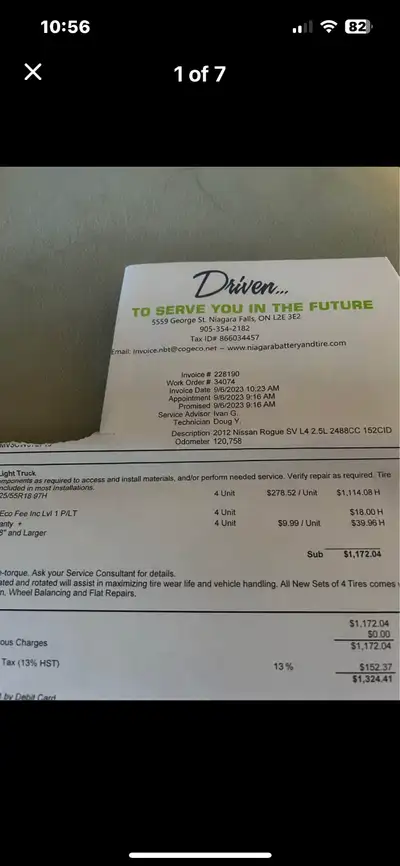 10:56
82
1 of 7
Driven...
TO SERVE YOU IN THE FUTURE
5559 George St. Niagara Falls, ON L2E 3E2
905-354-2182
Tax ID# 866034457
Email: invoice.nbt@cogeco.net ~ www.niagarabatteryandtire.com
Invoice # 228190
Work Order # 34074
Invoice Date 9/6/2023 10:23 AM
Appointment 9/6/2023 9:16 AM
Promised 9/6/2023 9:16 AM
Service Advisor Ivan G.
Technician Doug Y.
Description 2012 Nissan Rogue SV L4 2.5L 2488CC 152CID
Odometer 120,758
Light Truck
mponents as required to access and install materials, and/or perform needed service. Verify repair as required. Tire
ncluded in most Installations.
25/55R18 97H 4 Unit $278.52 / Unit $1,114.08 H
Eco Fee Inc Lvl 1 P/LT 4 Unit $18.00 H
anty + 4 Unit $9.99 / Unit $39.96 H
8" and Larger
Sub $1,172.04
e-torque. Ask your Service Consultant for details.
ated and rotated will assist in maximizing tire wear life and vehicle handling. All New Sets of 4 Tires comes
n, Wheel Balancing and Flat Repairs.
$1,172.04
$0.00
ous Charges $1,172.04
Tax (13% HST) 13 % $152.37
$1,324.41
by Debit Card